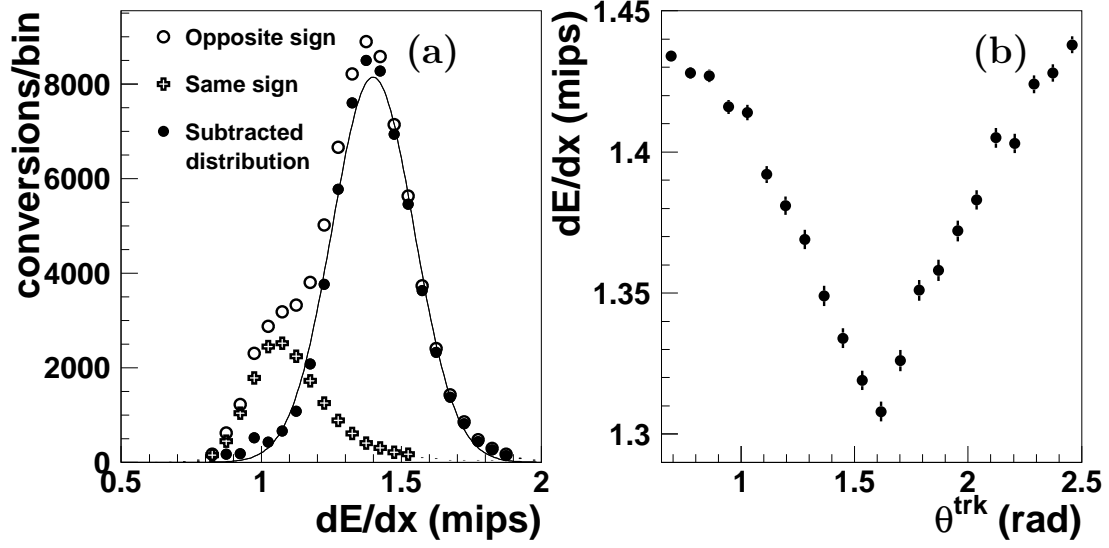 conversions/bin
8000
6000
4000
2000
0
Opposite sign
Same sign
Subtracted
distribution
(a)
0.5
1
1.5
2
dE/dx (mips)
dE/dx (mips)
1.45
1.4
1.35
1.3
(b)
1
1.5
2
2.5
θtrk (rad)